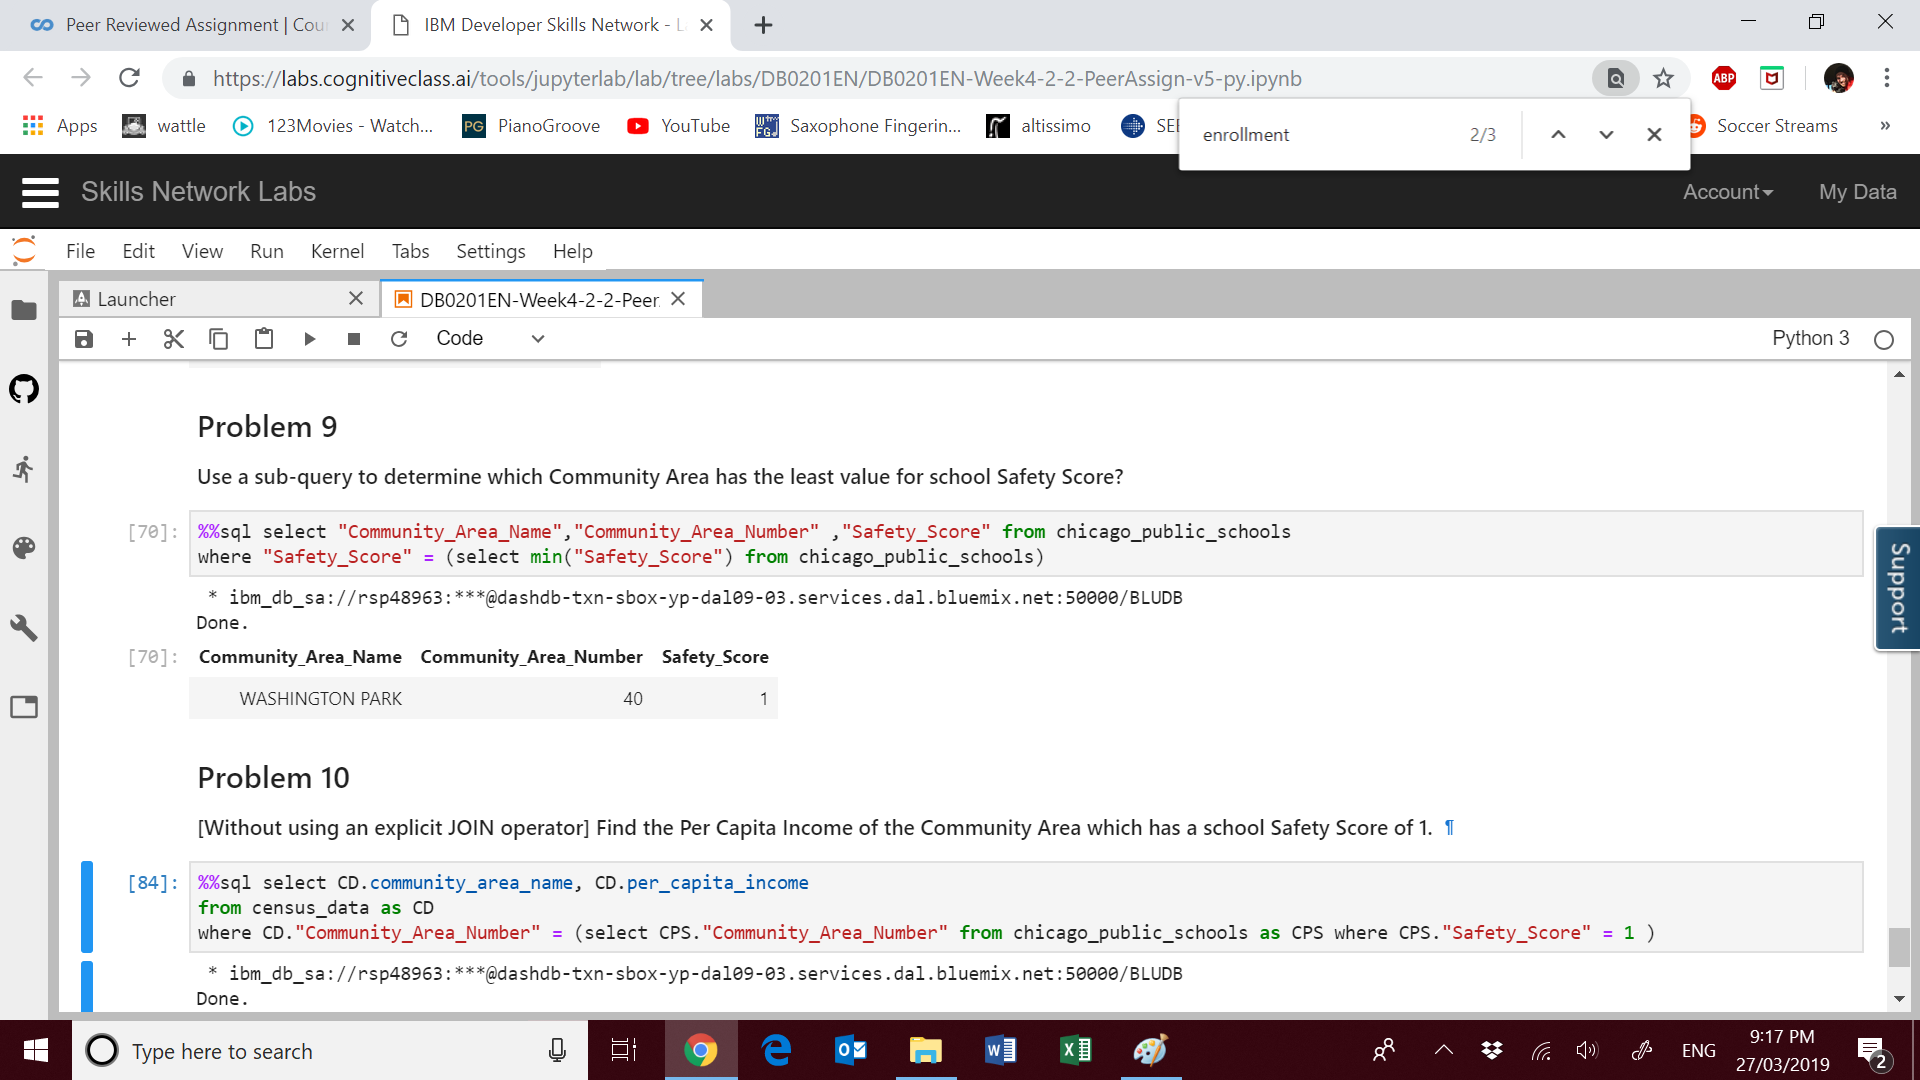 Peer Reviewed Assignment | Cou
IBM Developer Skills Network - L
https://labs.cognitiveclass.ai/tools/jupyterlab/lab/tree/labs/DB0201EN/DB0201EN-Week4-2-2-PeerAssign-v5-py.ipynb
ABP
Apps
wattle
123Movies - Watch...
PG PianoGroove
YouTube
Saxophone Fingerin...
altissimo
Soccer Streams
»
enrollment 2/3
Skills Network Labs
Account
My Data
File Edit View Run Kernel Tabs Settings Help
Launcher
DB0201EN-Week4-2-2-Peer
Code
Python 3
Problem 9
Use a sub-query to determine which Community Area has the least value for school Safety Score?
[70]: %%sql select "Community_Area_Name","Community_Area_Number" ,"Safety_Score" from chicago_public_schools
where "Safety_Score" = (select min("Safety_Score") from chicago_public_schools)
* ibm_db_sa://rsp48963:***@dashdb-txn-sbox-yp-dal09-03.services.dal.bluemix.net:50000/BLUDB
Done.
[70]: Community_Area_Name Community_Area_Number Safety_Score
WASHINGTON PARK 40 1
Problem 10
[Without using an explicit JOIN operator] Find the Per Capita Income of the Community Area which has a school Safety Score of 1. ¶
[84]: %%sql select CD.community_area_name, CD.per_capita_income
from census_data as CD
where CD."Community_Area_Number" = (select CPS."Community_Area_Number" from chicago_public_schools as CPS where CPS."Safety_Score" = 1 )
* ibm_db_sa://rsp48963:***@dashdb-txn-sbox-yp-dal09-03.services.dal.bluemix.net:50000/BLUDB
Done.
Support
Type here to search
ENG
9:17 PM
27/03/2019
2